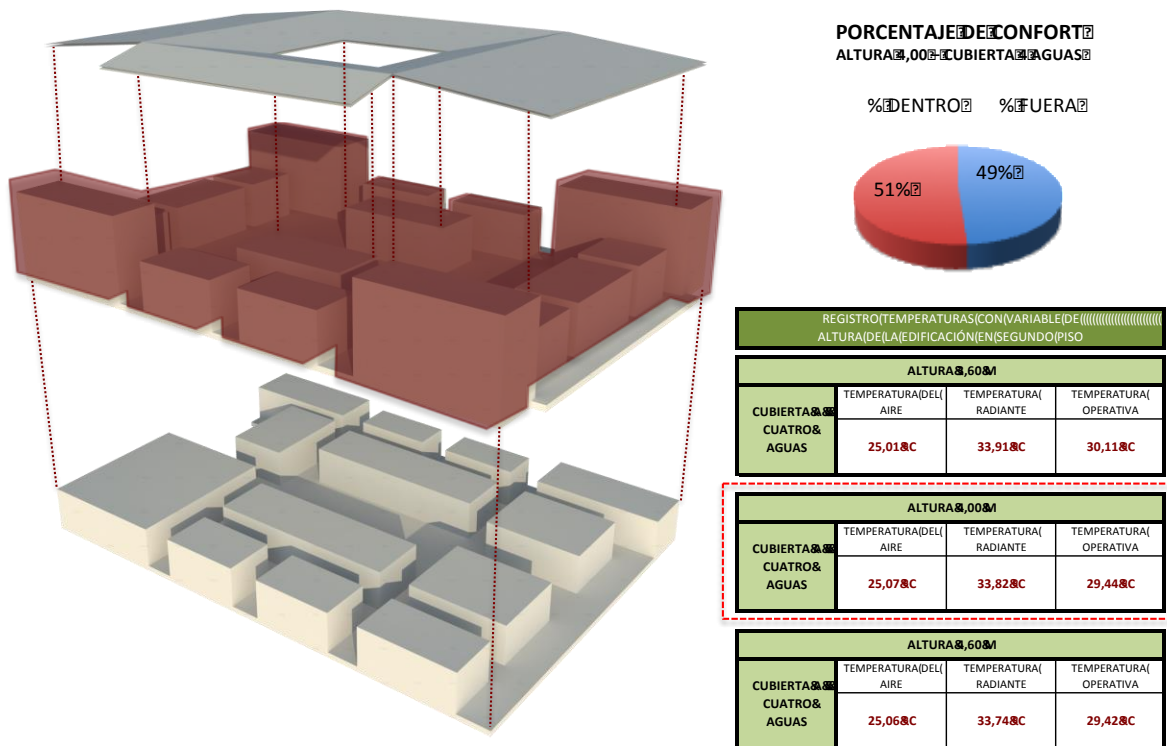 PORCENTAJE⍰DE⍰CONFORT⍰
ALTURA⍰4,00⍰-⍰CUBIERTA⍰4⍰AGUAS⍰
%⍰DENTRO⍰ %⍰FUERA⍰
51%⍰ 49%⍰
REGISTRO(TEMPERATURAS(CON(VARIABLE(DE((((((((((((((((((((((((((
ALTURA(DE(LA(EDIFICACIÓN(EN(SEGUNDO(PISO
ALTURA&3,60&M
CUBIERTA&A&
CUATRO&
AGUAS
TEMPERATURA(DEL(
AIRE
TEMPERATURA(
RADIANTE
TEMPERATURA(
OPERATIVA
25,01&°C 33,91&°C 30,11&°C
ALTURA&4,00&M
CUBIERTA&A&
CUATRO&
AGUAS
TEMPERATURA(DEL(
AIRE
TEMPERATURA(
RADIANTE
TEMPERATURA(
OPERATIVA
25,07&°C 33,82&°C 29,44&°C
ALTURA&4,60&M
CUBIERTA&A&
CUATRO&
AGUAS
TEMPERATURA(DEL(
AIRE
TEMPERATURA(
RADIANTE
TEMPERATURA(
OPERATIVA
25,06&°C 33,74&°C 29,42&°C